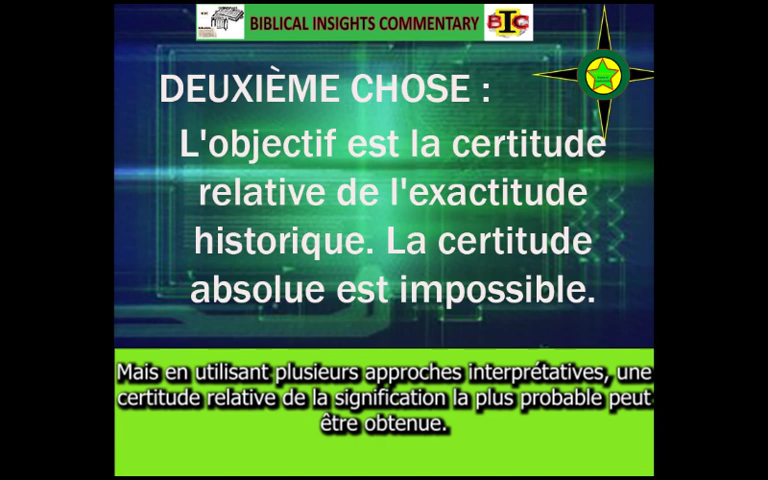 BIBLICAL INSIGHTS COMMENTARY
BIC
DEUXIÈME CHOSE :
L'objectif est la certitude
relative de l'exactitude
historique. La certitude
absolue est impossible.
Mais en utilisant plusieurs approches interprétatives, une
certitude relative de la signification la plus probable peut
être obtenue.